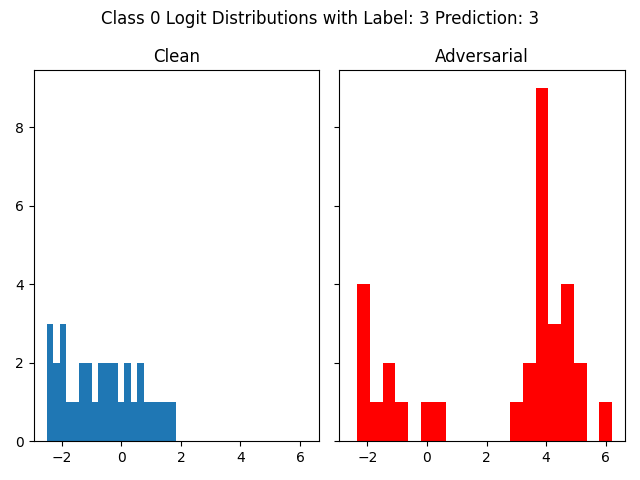 Class 0 Logit Distributions with Label: 3 Prediction: 3
Clean
Adversarial
8
6
4
2
0
−2 0 2 4 6
−2 0 2 4 6